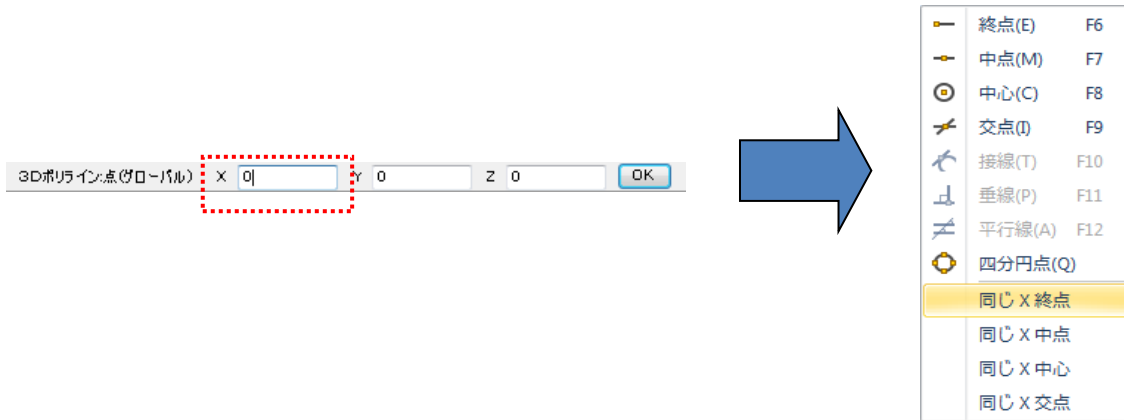 3Dポリライン:点(グローバル) X 0 Y 0 Z 0 OK
終点(E) F6
中点(M) F7
中心(C) F8
交点(I) F9
接線(T) F10
垂線(P) F11
平行線(A) F12
四分円点(Q)
同じ X 終点
同じ X 中点
同じ X 中心
同じ X 交点